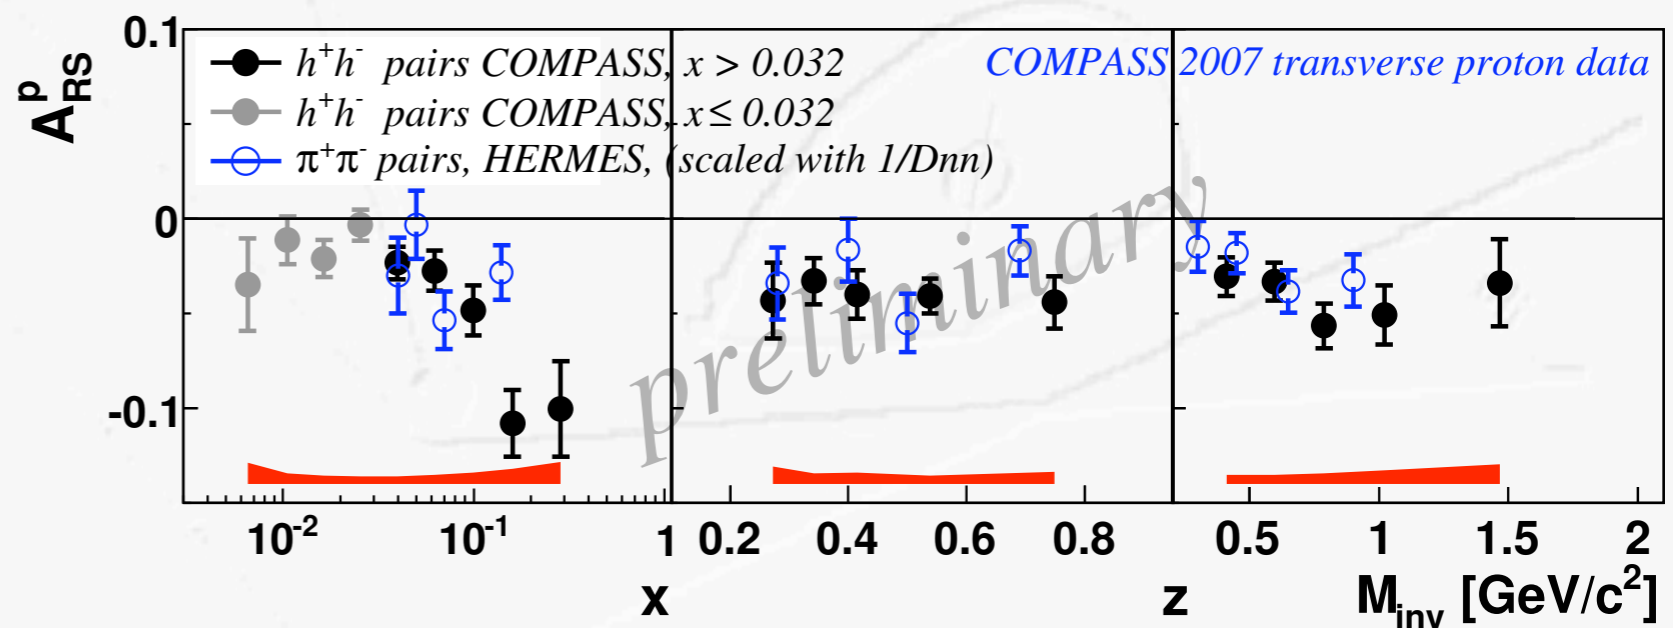 0.1
h⁺h⁻ pairs COMPASS, x > 0.032
COMPASS 2007 transverse proton data
h⁺h⁻ pairs COMPASS, x ≤ 0.032
π⁺π⁻ pairs, HERMES, (scaled with 1/Dnn)
A^p_RS
0
-0.1
preliminary
10⁻² 10⁻¹ 1 0.2 0.4 0.6 0.8 0.5 1 1.5 2
x z M_inv [GeV/c²]